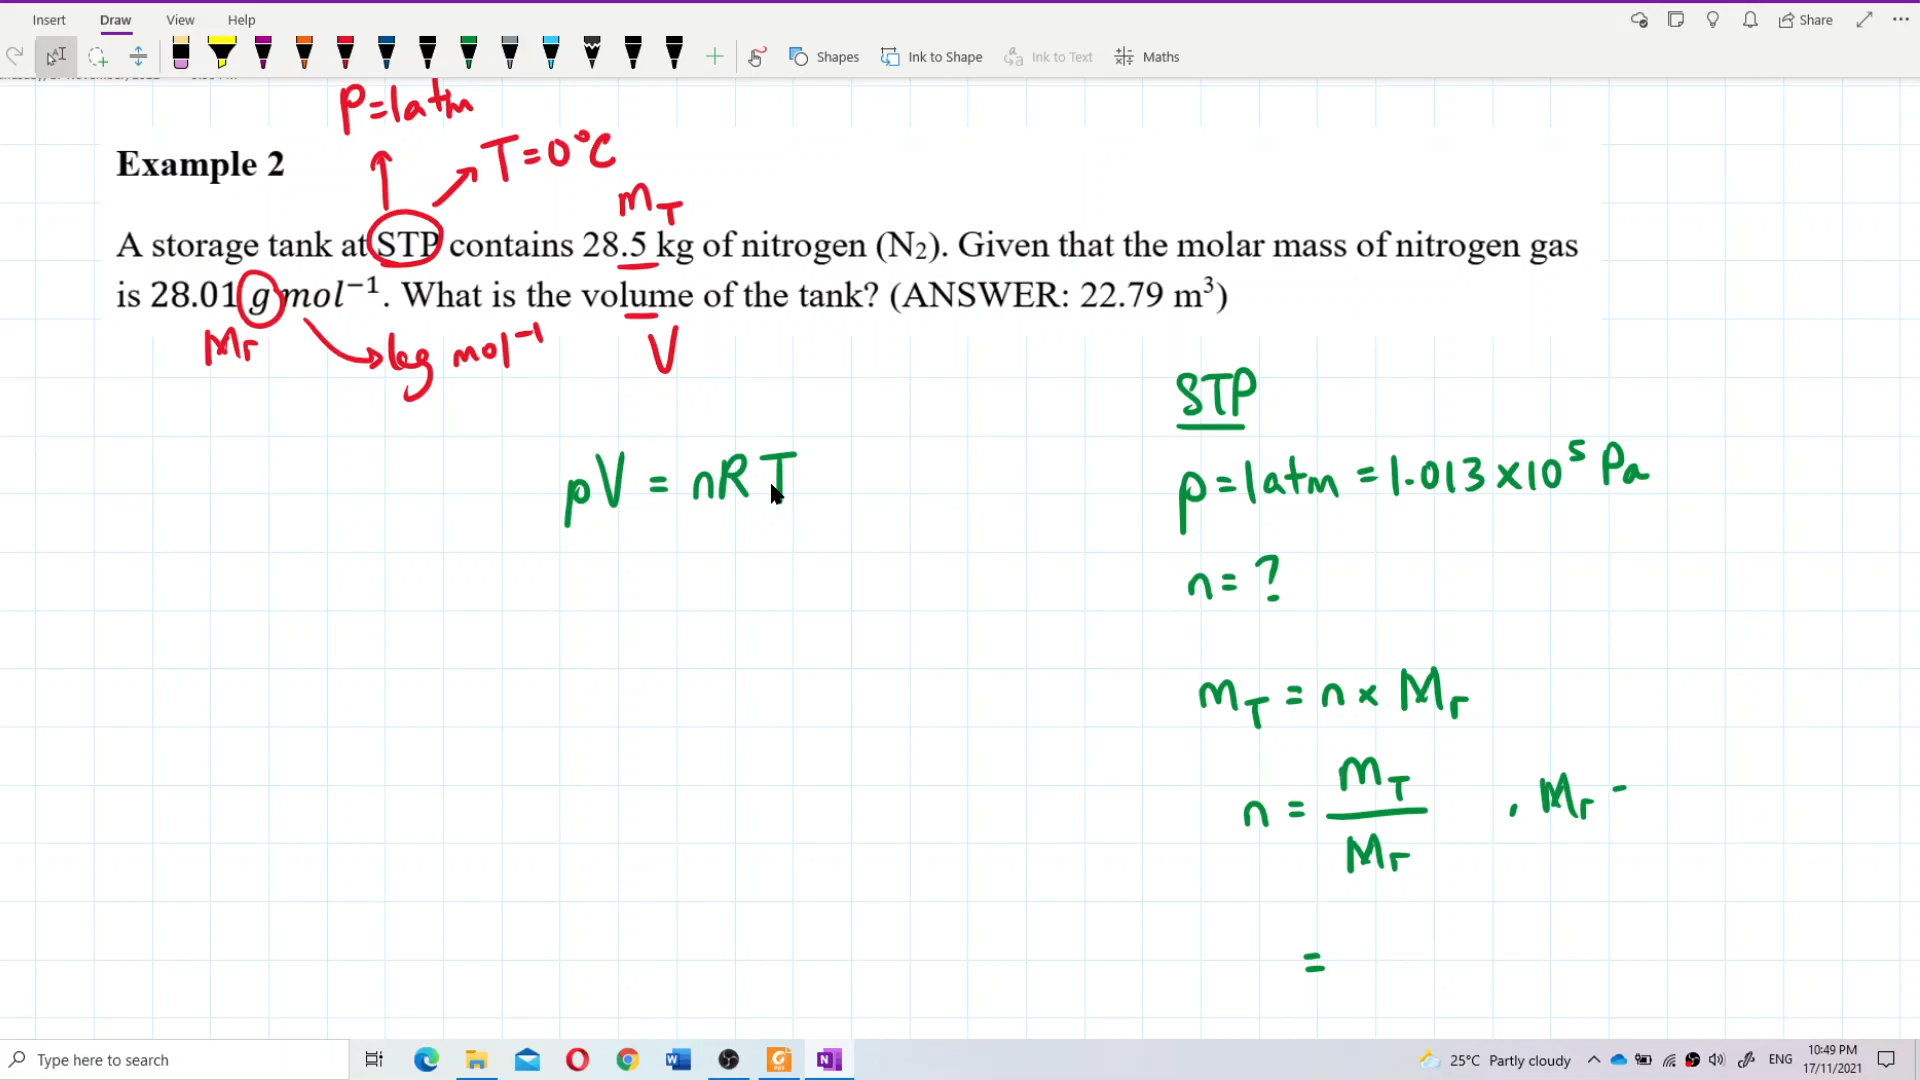 Insert Draw View Help Share
Shapes Ink to Shape Ink to Text Maths
P=1atm
T=0°C
Example 2
mT
A storage tank at STP contains 28.5 kg of nitrogen (N₂). Given that the molar mass of nitrogen gas
is 28.01 g mol⁻¹. What is the volume of the tank? (ANSWER: 22.79 m³)
Mr kg mol⁻¹ V
STP
pV = nRT
p=1atm =1.013×10⁵ Pa
n= ?
mT = n × Mr
n = mT / Mr . Mr -
=
Type here to search
25°C Partly cloudy ENG 10:49 PM
17/11/2021